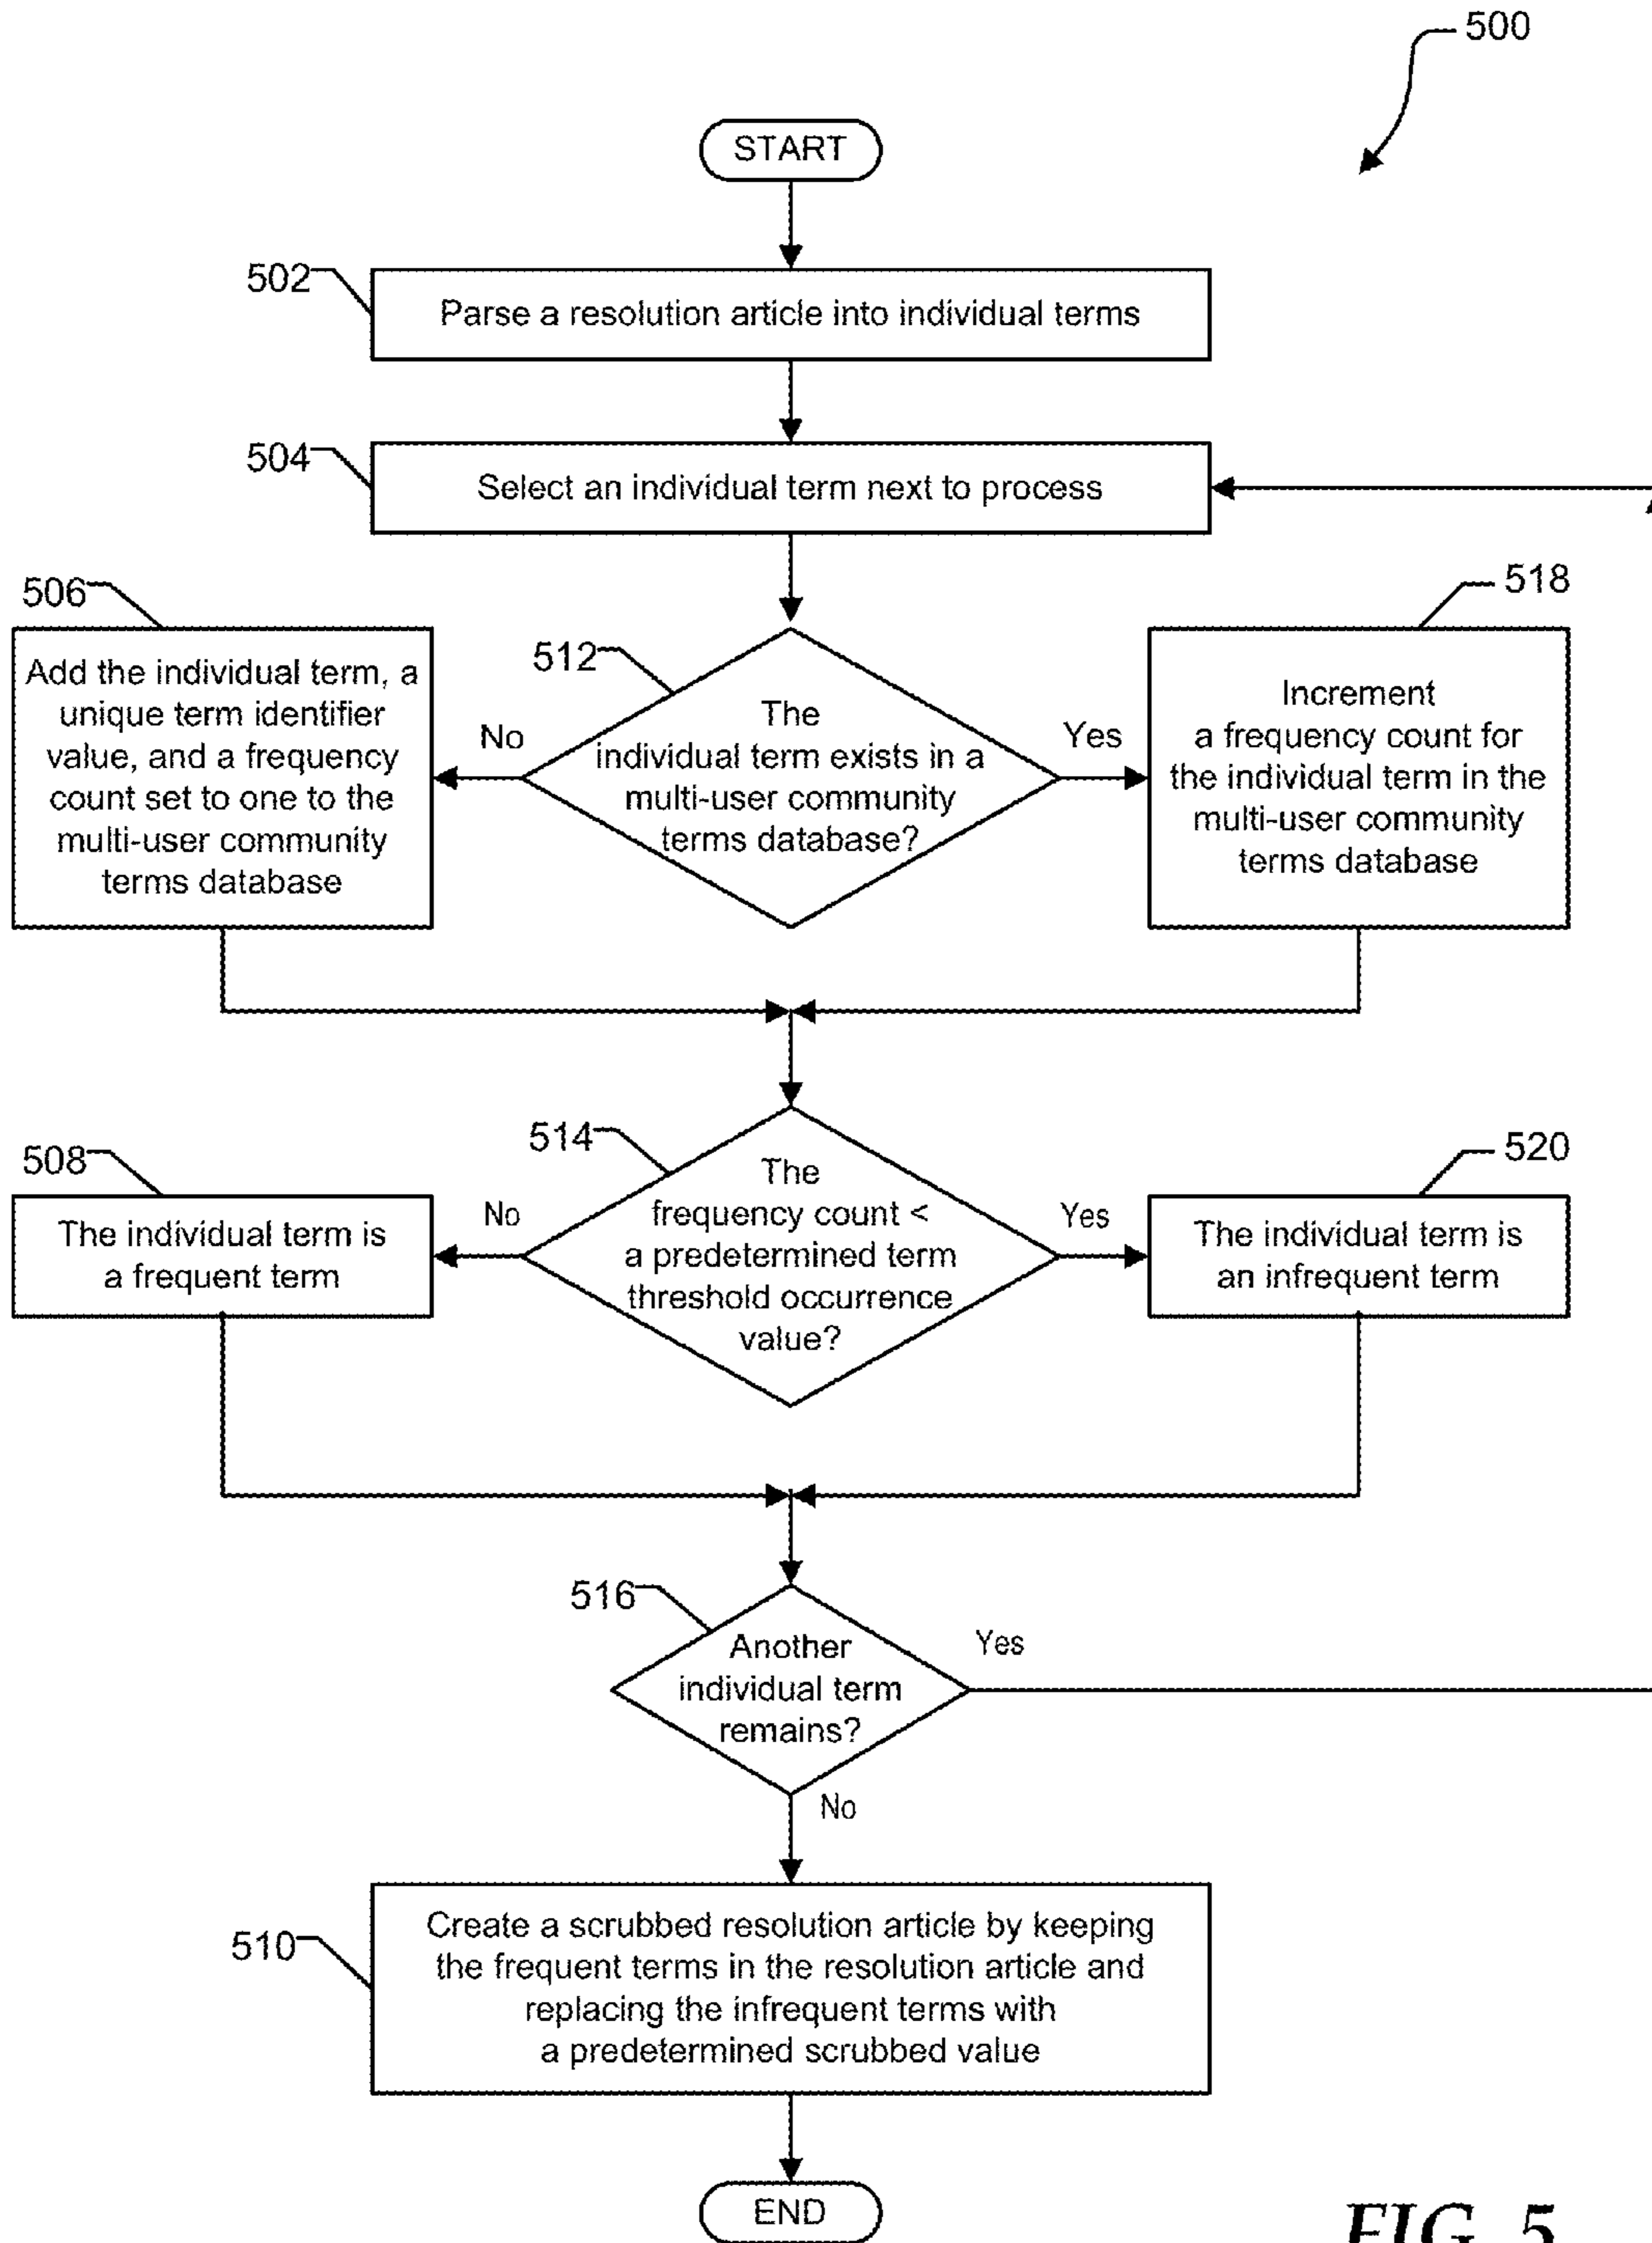 500
START
502
Parse a resolution article into individual terms
504
Select an individual term next to process
506
Add the individual term, a
unique term identifier
value, and a frequency
count set to one to the
multi-user community
terms database
No
512
The
individual term exists in a
multi-user community
terms database?
Yes
518
Increment
a frequency count for
the individual term in the
multi-user community
terms database
508
The individual term is
a frequent term
No
514
The
frequency count <
a predetermined term
threshold occurrence
value?
Yes
520
The individual term is
an infrequent term
516
Another
individual term
remains?
Yes
No
510
Create a scrubbed resolution article by keeping
the frequent terms in the resolution article and
replacing the infrequent terms with
a predetermined scrubbed value
END
FIG. 5